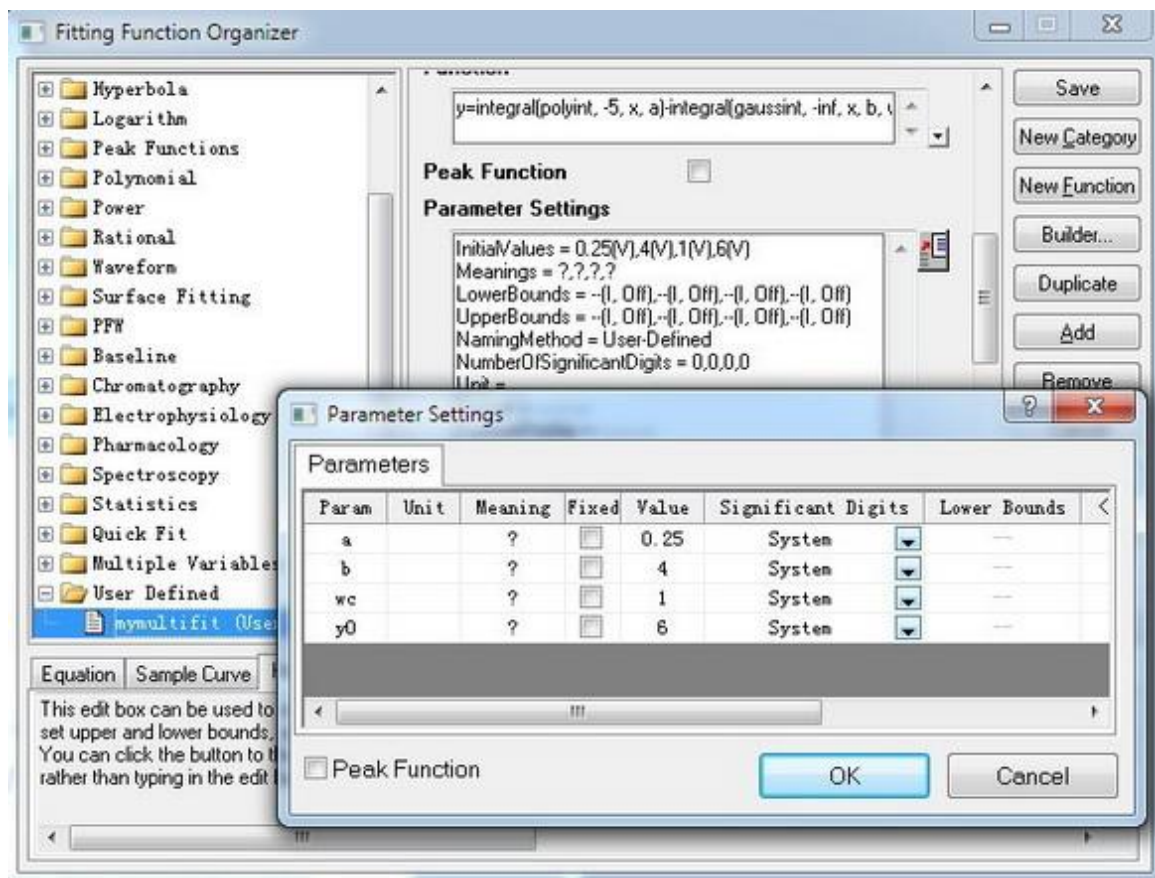 Fitting Function Organizer
Hyperbola
Logarithm
Peak Functions
Polynomial
Power
Rational
Waveform
Surface Fitting
PFW
Baseline
Chromatography
Electrophysiology
Pharmacology
Spectroscopy
Statistics
Quick Fit
Multiple Variables
User Defined
mymultifit (Use
y=integral(polyint, -5, x, a)-integral(gaussint, -inf, x, b,
Peak Function
Parameter Settings
InitialValues = 0.25(V),4(V),1(V),6(V)
Meanings = ?,?,?,?
LowerBounds = --(I, Off),--(I, Off),--(I, Off),--(I, Off)
UpperBounds = --(I, Off),--(I, Off),--(I, Off),--(I, Off)
NamingMethod = User-Defined
NumberOfSignificantDigits = 0,0,0,0
Unit =
Save
New Category
New Function
Builder...
Duplicate
Add
Remove
Equation Sample Curve
This edit box can be used to
set upper and lower bounds,
You can click the button to
rather than typing in the edit
Parameter Settings
Parameters
Param Unit Meaning Fixed Value Significant Digits Lower Bounds
a ? 0.25 System --
b ? 4 System --
wc ? 1 System --
y0 ? 6 System --
Peak Function
OK
Cancel